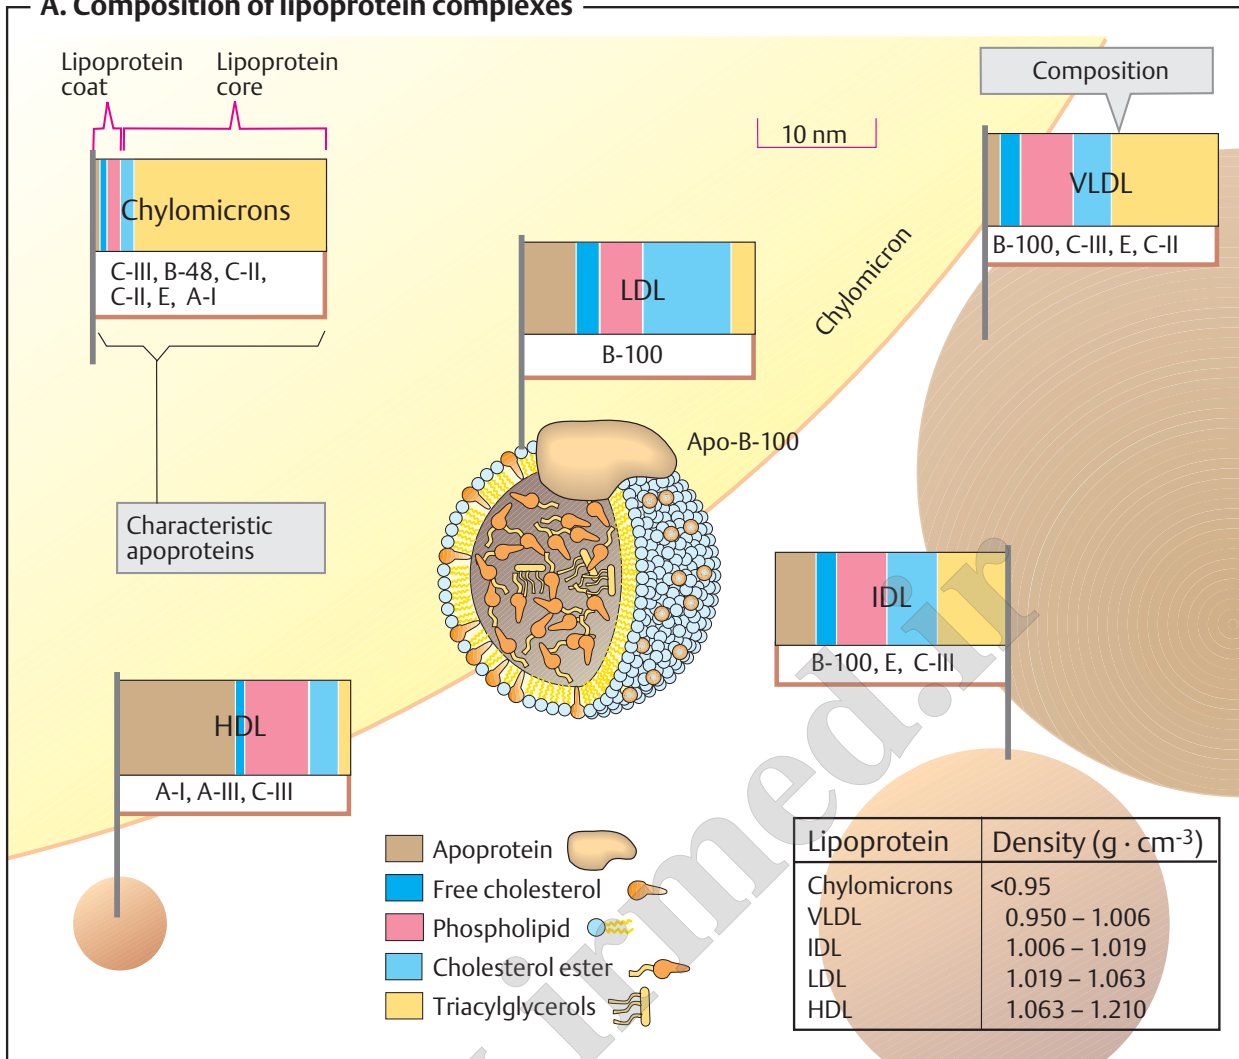 A. Composition of lipoprotein complexes
Lipoprotein
coat
Lipoprotein
core
Composition
10 nm
Chylomicrons
C-III, B-48, C-II,
C-II, E, A-I
VLDL
B-100, C-III, E, C-II
LDL
B-100
Chylomicron
Apo-B-100
Characteristic
apoproteins
IDL
B-100, E, C-III
HDL
A-I, A-III, C-III
Apoprotein
Free cholesterol
Phospholipid
Cholesterol ester
Triacylglycerols
Lipoprotein Density (g · cm-3)
Chylomicrons <0.95
VLDL 0.950 – 1.006
IDL 1.006 – 1.019
LDL 1.019 – 1.063
HDL 1.063 – 1.210
irmed.ir